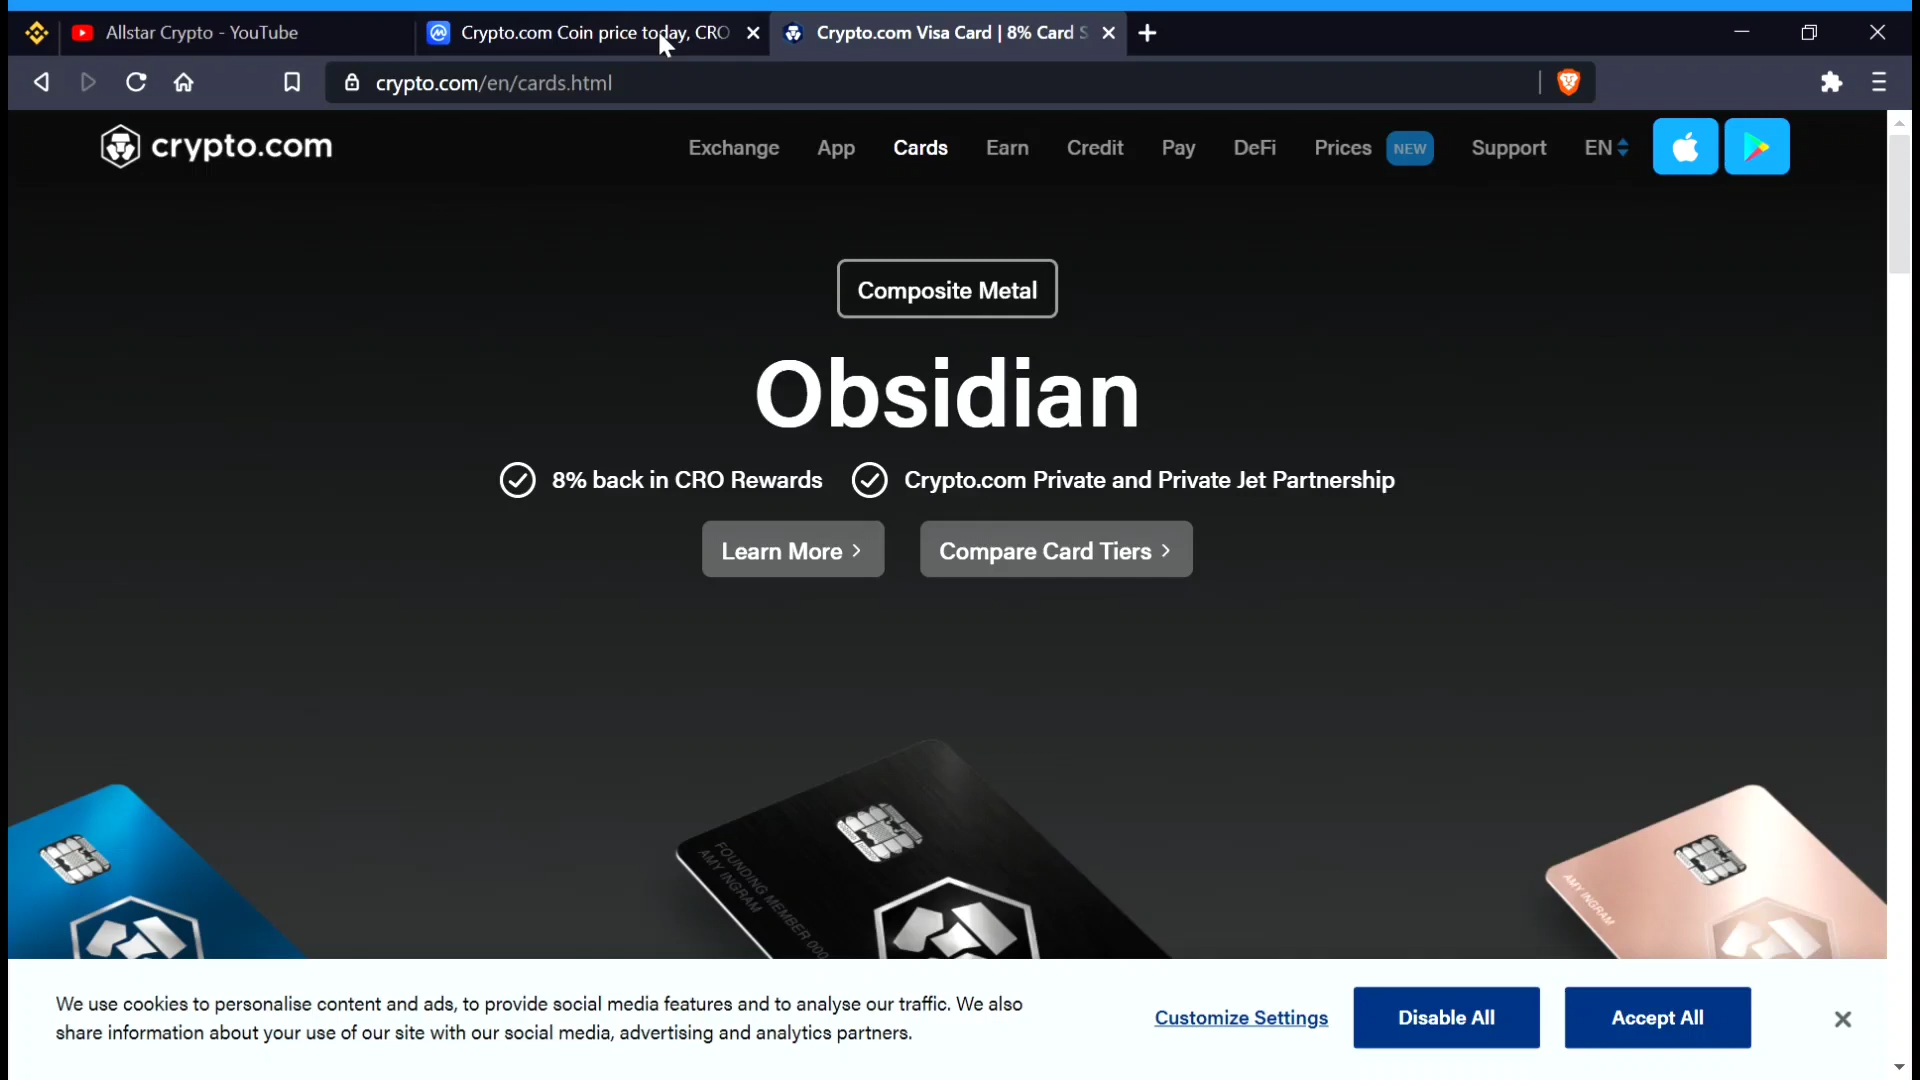 Allstar Crypto - YouTube
Crypto.com Coin price today, CRO
Crypto.com Visa Card | 8% Card S
crypto.com/en/cards.html
crypto.com
Exchange
App
Cards
Earn
Credit
Pay
DeFi
Prices
NEW
Support
EN
Composite Metal
Obsidian
8% back in CRO Rewards
Crypto.com Private and Private Jet Partnership
Learn More >
Compare Card Tiers >
FOUNDING MEMBER 000
AMY INGRAM
AMY INGRAM
We use cookies to personalise content and ads, to provide social media features and to analyse our traffic. We also
share information about your use of our site with our social media, advertising and analytics partners.
Customize Settings
Disable All
Accept All